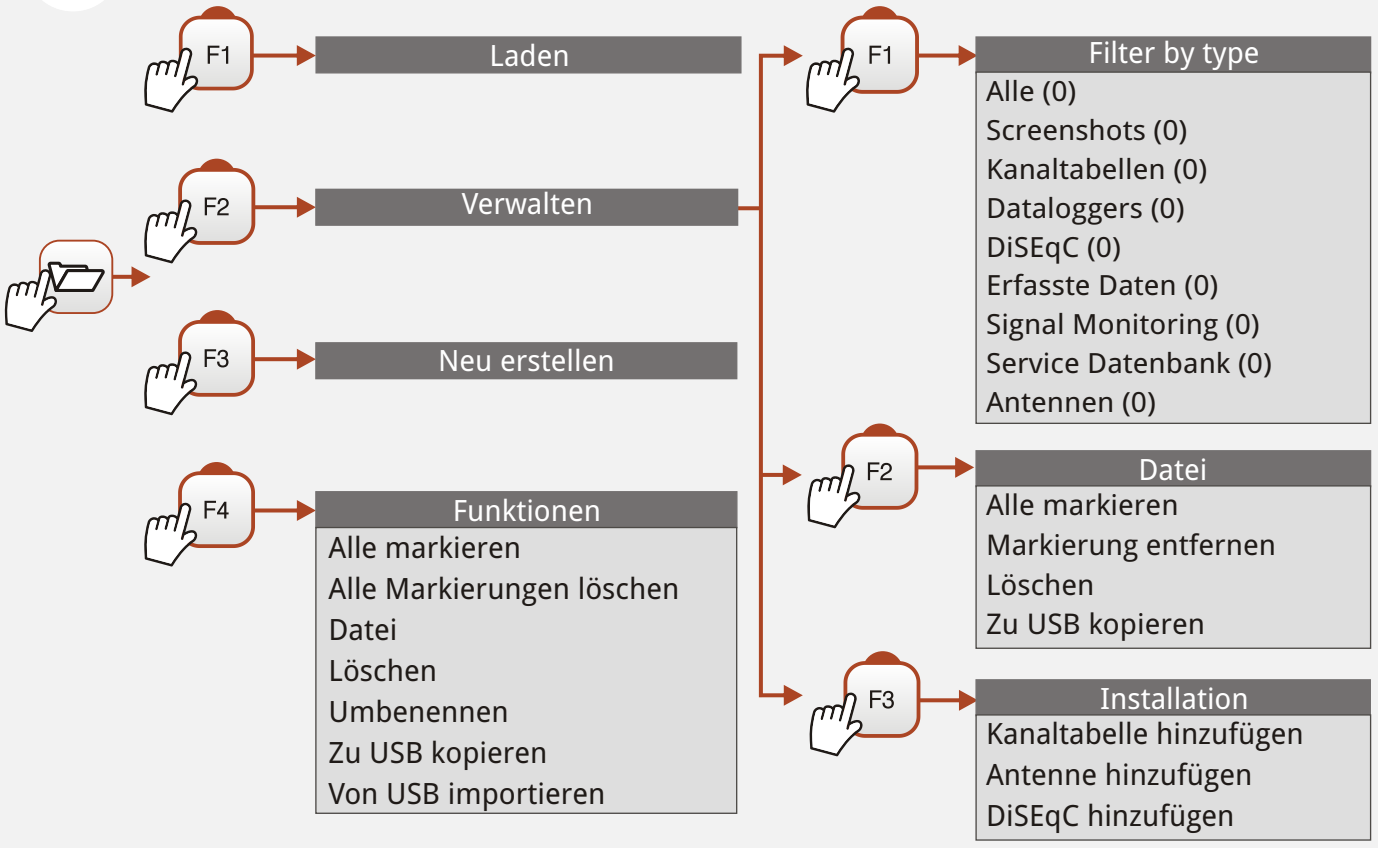 F1
Laden
F2
Verwalten
F3
Neu erstellen
F4
Funktionen
Alle markieren
Alle Markierungen löschen
Datei
Löschen
Umbenennen
Zu USB kopieren
Von USB importieren
F1
Filter by type
Alle (0)
Screenshots (0)
Kanaltabellen (0)
Dataloggers (0)
DiSEqC (0)
Erfasste Daten (0)
Signal Monitoring (0)
Service Datenbank (0)
Antennen (0)
F2
Datei
Alle markieren
Markierung entfernen
Löschen
Zu USB kopieren
F3
Installation
Kanaltabelle hinzufügen
Antenne hinzufügen
DiSEqC hinzufügen